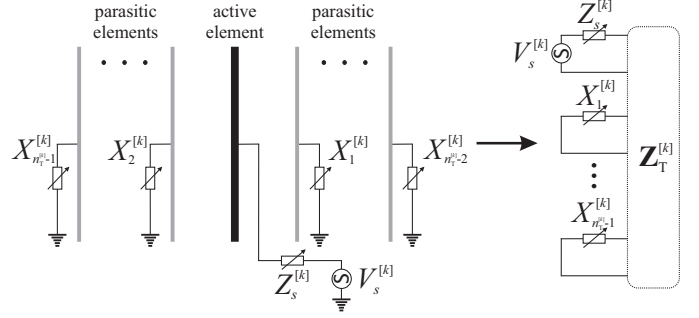 parasitic elements
active element
parasitic elements
• • •
• • •
X_{n_T^{[k]}-1}^{[k]}
X_2^{[k]}
X_1^{[k]}
X_{n_T^{[k]}-2}^{[k]}
Z_s^{[k]}
V_s^{[k]}
Z_s^{[k]}
V_s^{[k]}
X_1^{[k]}
Z_T^{[k]}
X_{n_T^{[k]}-1}^{[k]}